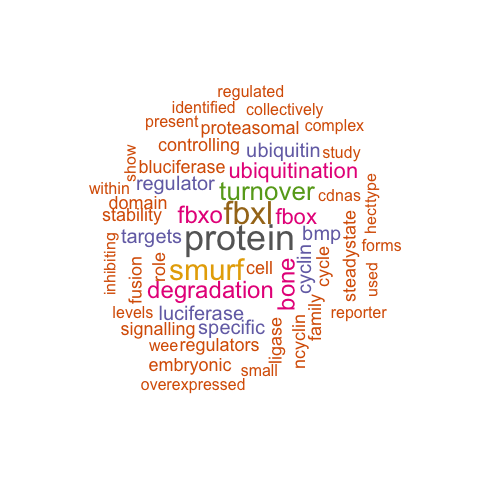 regulated
identified collectively
present proteasomal complex
controlling ubiquitin study
show bluciferase ubiquitination
within regulator turnover cdnas hecttype
domain
stability fbxo fbxl fbox
targets protein bmp
steadystate forms
inhibiting smurf cell cyclin cycle used
fusion role
degradation bone
levels luciferase family reporter
signalling specific
wee regulators ligase ncyclin
embryonic small
overexpressed